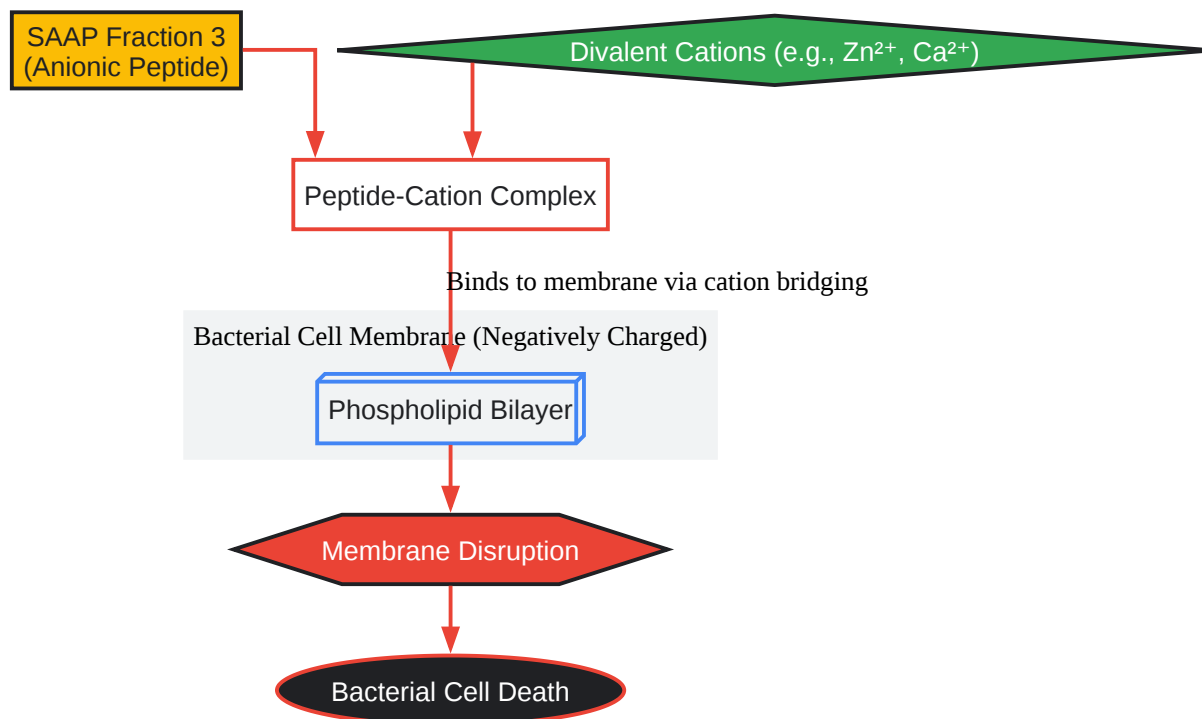 SAAP Fraction 3
(Anionic Peptide)
Divalent Cations (e.g., Zn²⁺, Ca²⁺)
Peptide-Cation Complex
Binds to membrane via cation bridging
Bacterial Cell Membrane (Negatively Charged)
Phospholipid Bilayer
Membrane Disruption
Bacterial Cell Death